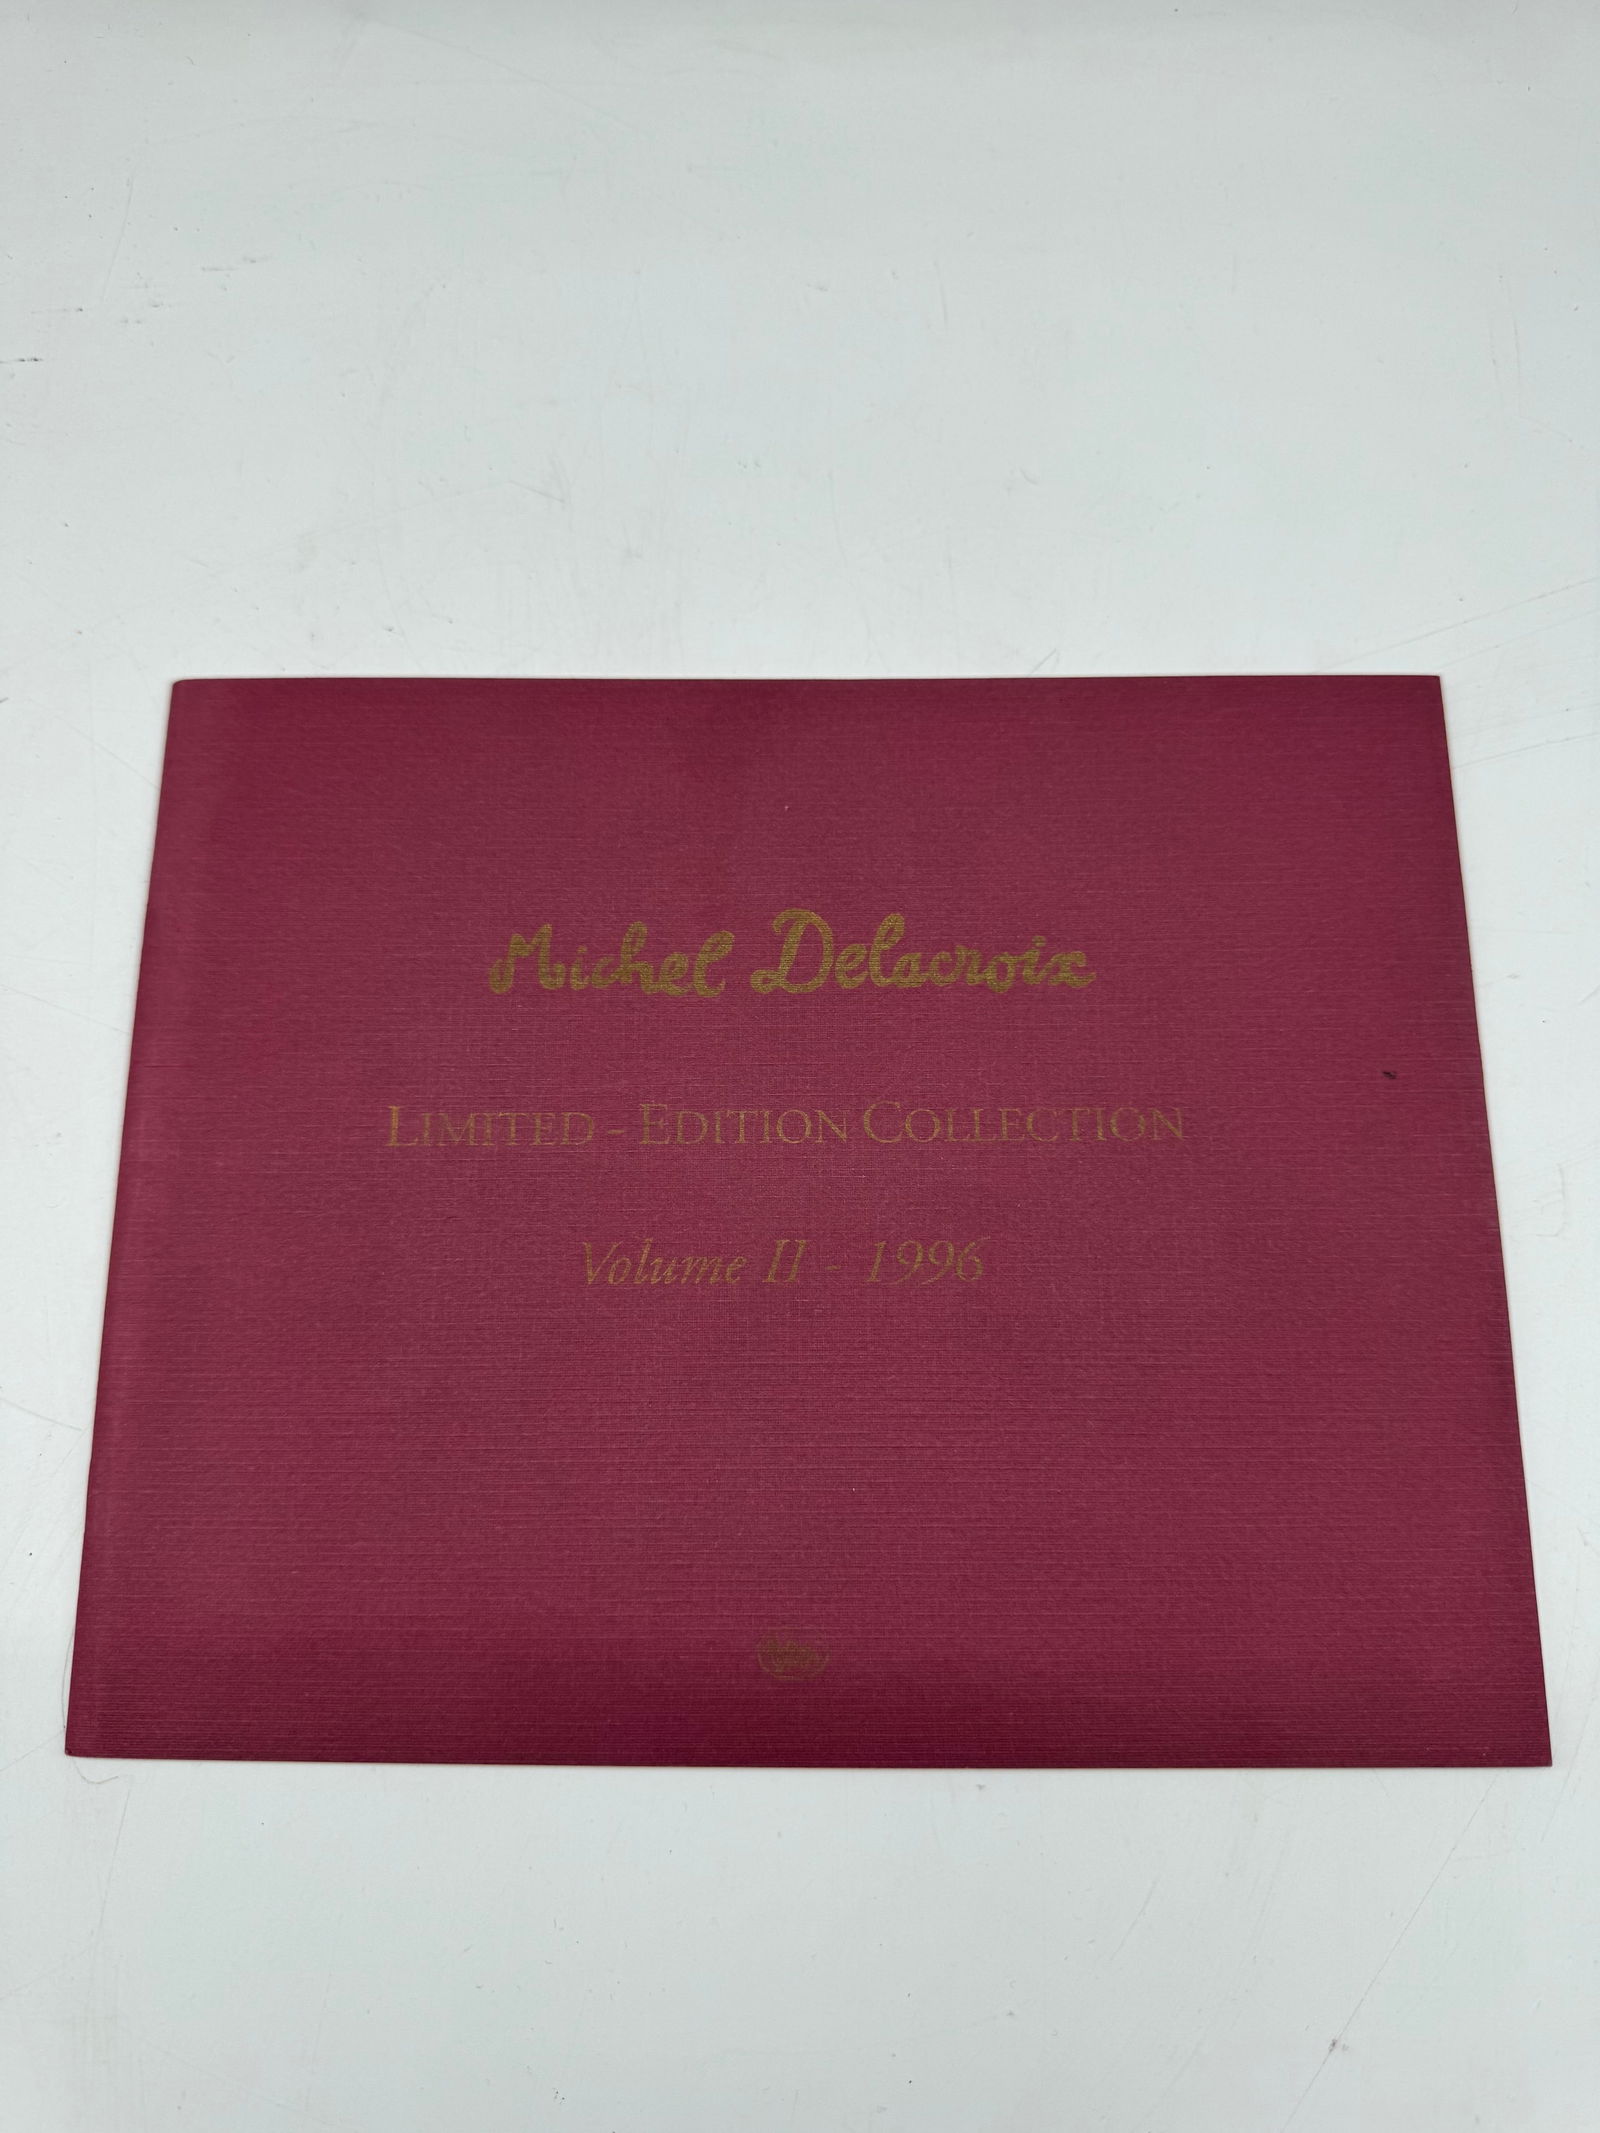 Michel Delacroix
LIMITED - EDITION COLLECTION
Volume II - 1996